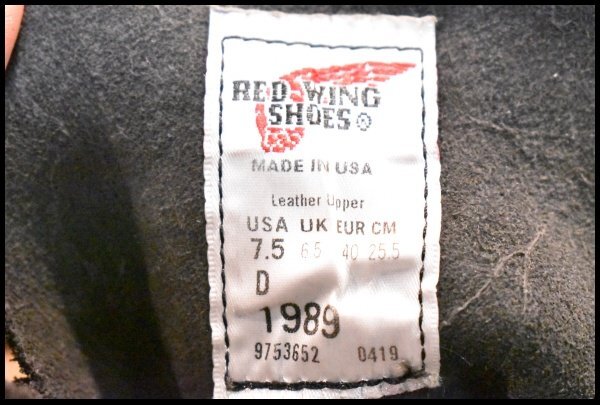 RED WING
SHOES®
MADE IN USA
Leather Upper
USA UK EUR CM
7.5 6.5 40 25.5
D
1989
9753652 0419